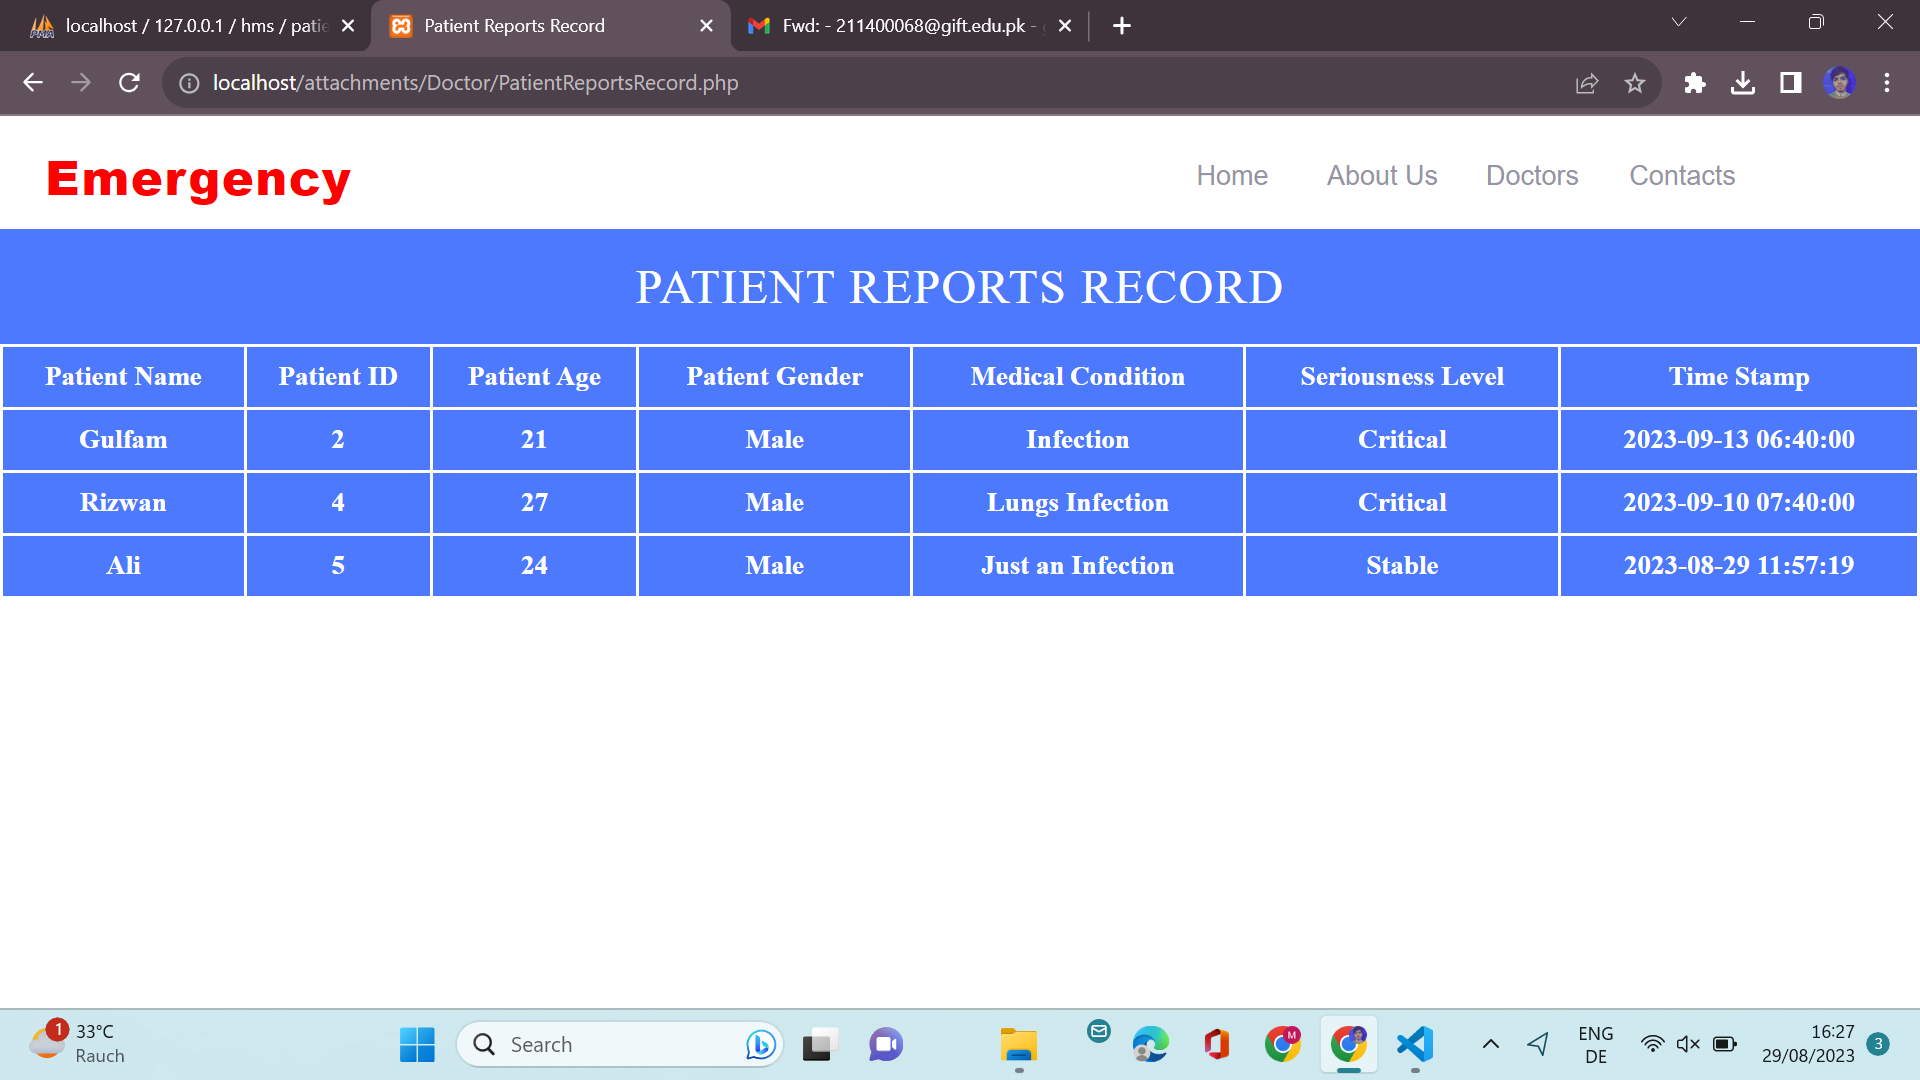 localhost / 127.0.0.1 / hms / patie
Patient Reports Record
Fwd: - 211400068@gift.edu.pk -
localhost/attachments/Doctor/PatientReportsRecord.php
Emergency
Home About Us Doctors Contacts
PATIENT REPORTS RECORD
Patient Name Patient ID Patient Age Patient Gender Medical Condition Seriousness Level Time Stamp
Gulfam 2 21 Male Infection Critical 2023-09-13 06:40:00
Rizwan 4 27 Male Lungs Infection Critical 2023-09-10 07:40:00
Ali 5 24 Male Just an Infection Stable 2023-08-29 11:57:19
1 33°C
Rauch
Search
M
ENG
DE
16:27
29/08/2023
3